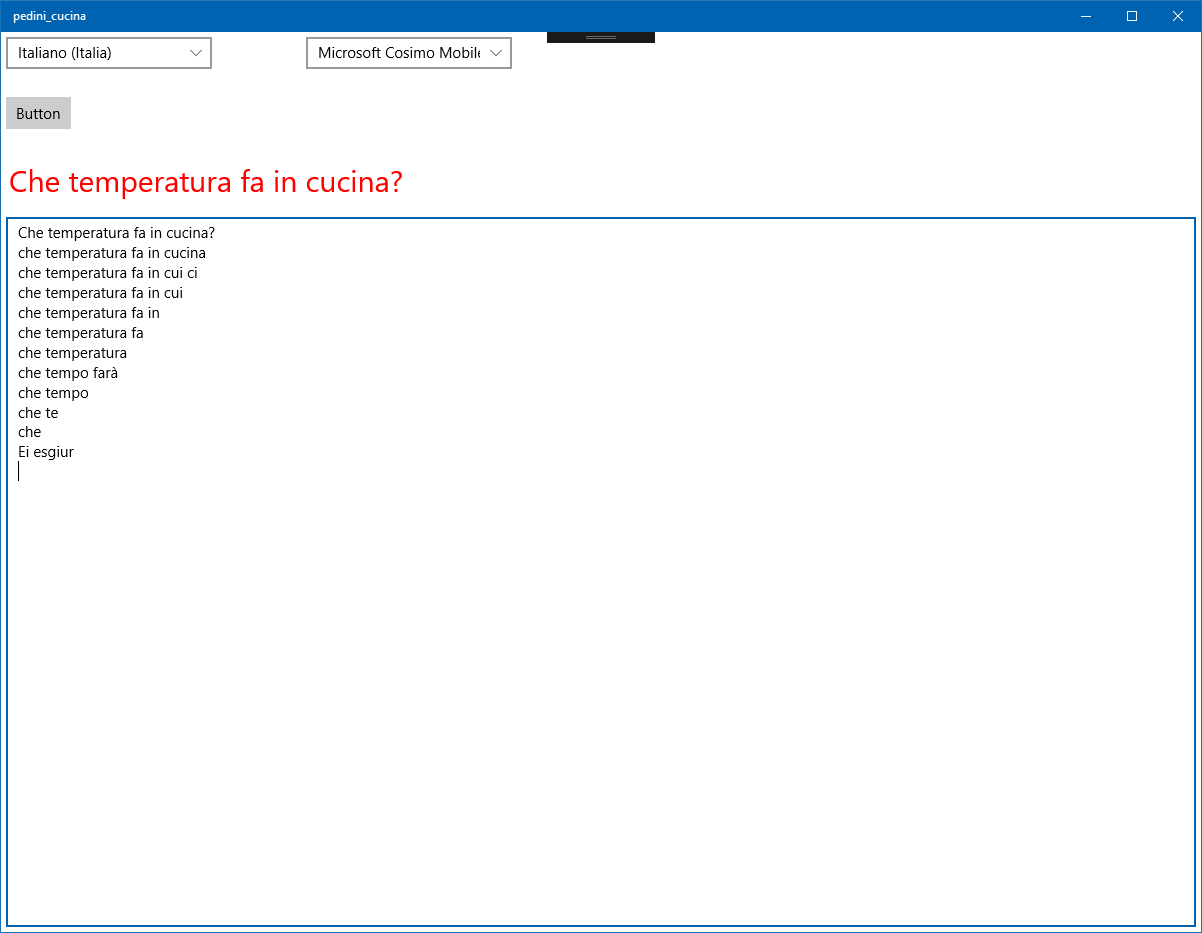 pedini_cucina
Italiano (Italia)
Microsoft Cosimo Mobile
Button
Che temperatura fa in cucina?
Che temperatura fa in cucina?
che temperatura fa in cucina
che temperatura fa in cui ci
che temperatura fa in cui
che temperatura fa in
che temperatura fa
che temperatura
che tempo farà
che tempo
che te
che
Ei esgiur